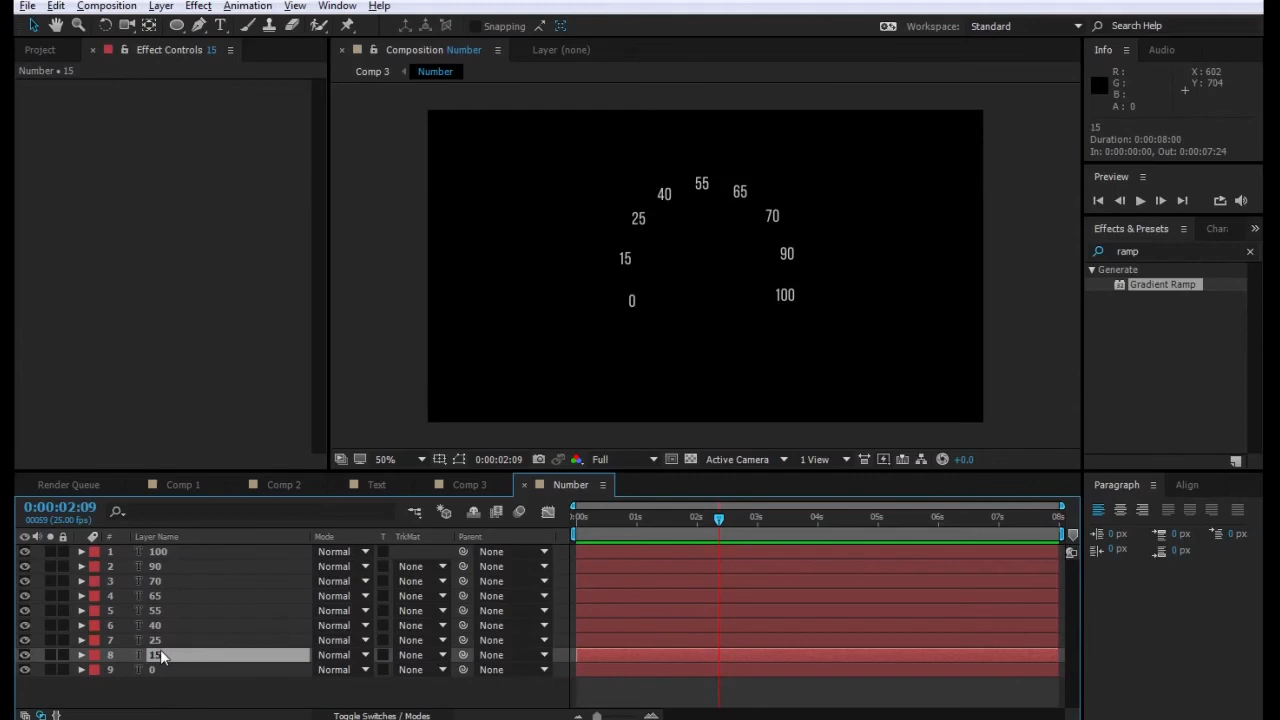 File Edit Composition Layer Effect Animation View Window Help
Snapping Workspace: Standard Search Help
Project Effect Controls 15 Composition Number Layer (none) Info Audio
Number • 15 Comp 3 Number R: X: 602
G: Y: 704
B:
A: 0
15
Duration: 0:00:08:00
In: 0:00:00:00, Out: 0:00:07:24
Preview
Effects & Presets Char
ramp
Generate
Gradient Ramp
55
40 65
25 70
15 90
0 100
50% 0:00:02:09 Full Active Camera 1 View +0.0
Render Queue Comp 1 Comp 2 Text Comp 3 Number Paragraph Align
0:00:02:09
00059 (25.00 fps)
:00s 01s 02s 03s 04s 05s 06s 07s 08s
0 px 0 px 0 px
0 px 0 px
# Layer Name Mode T TrkMat Parent
1 T 100 Normal None
2 T 90 Normal None None
3 T 70 Normal None None
4 T 65 Normal None None
5 T 55 Normal None None
6 T 40 Normal None None
7 T 25 Normal None None
8 T 15 Normal None None
9 T 0 Normal None None
Toggle Switches / Modes